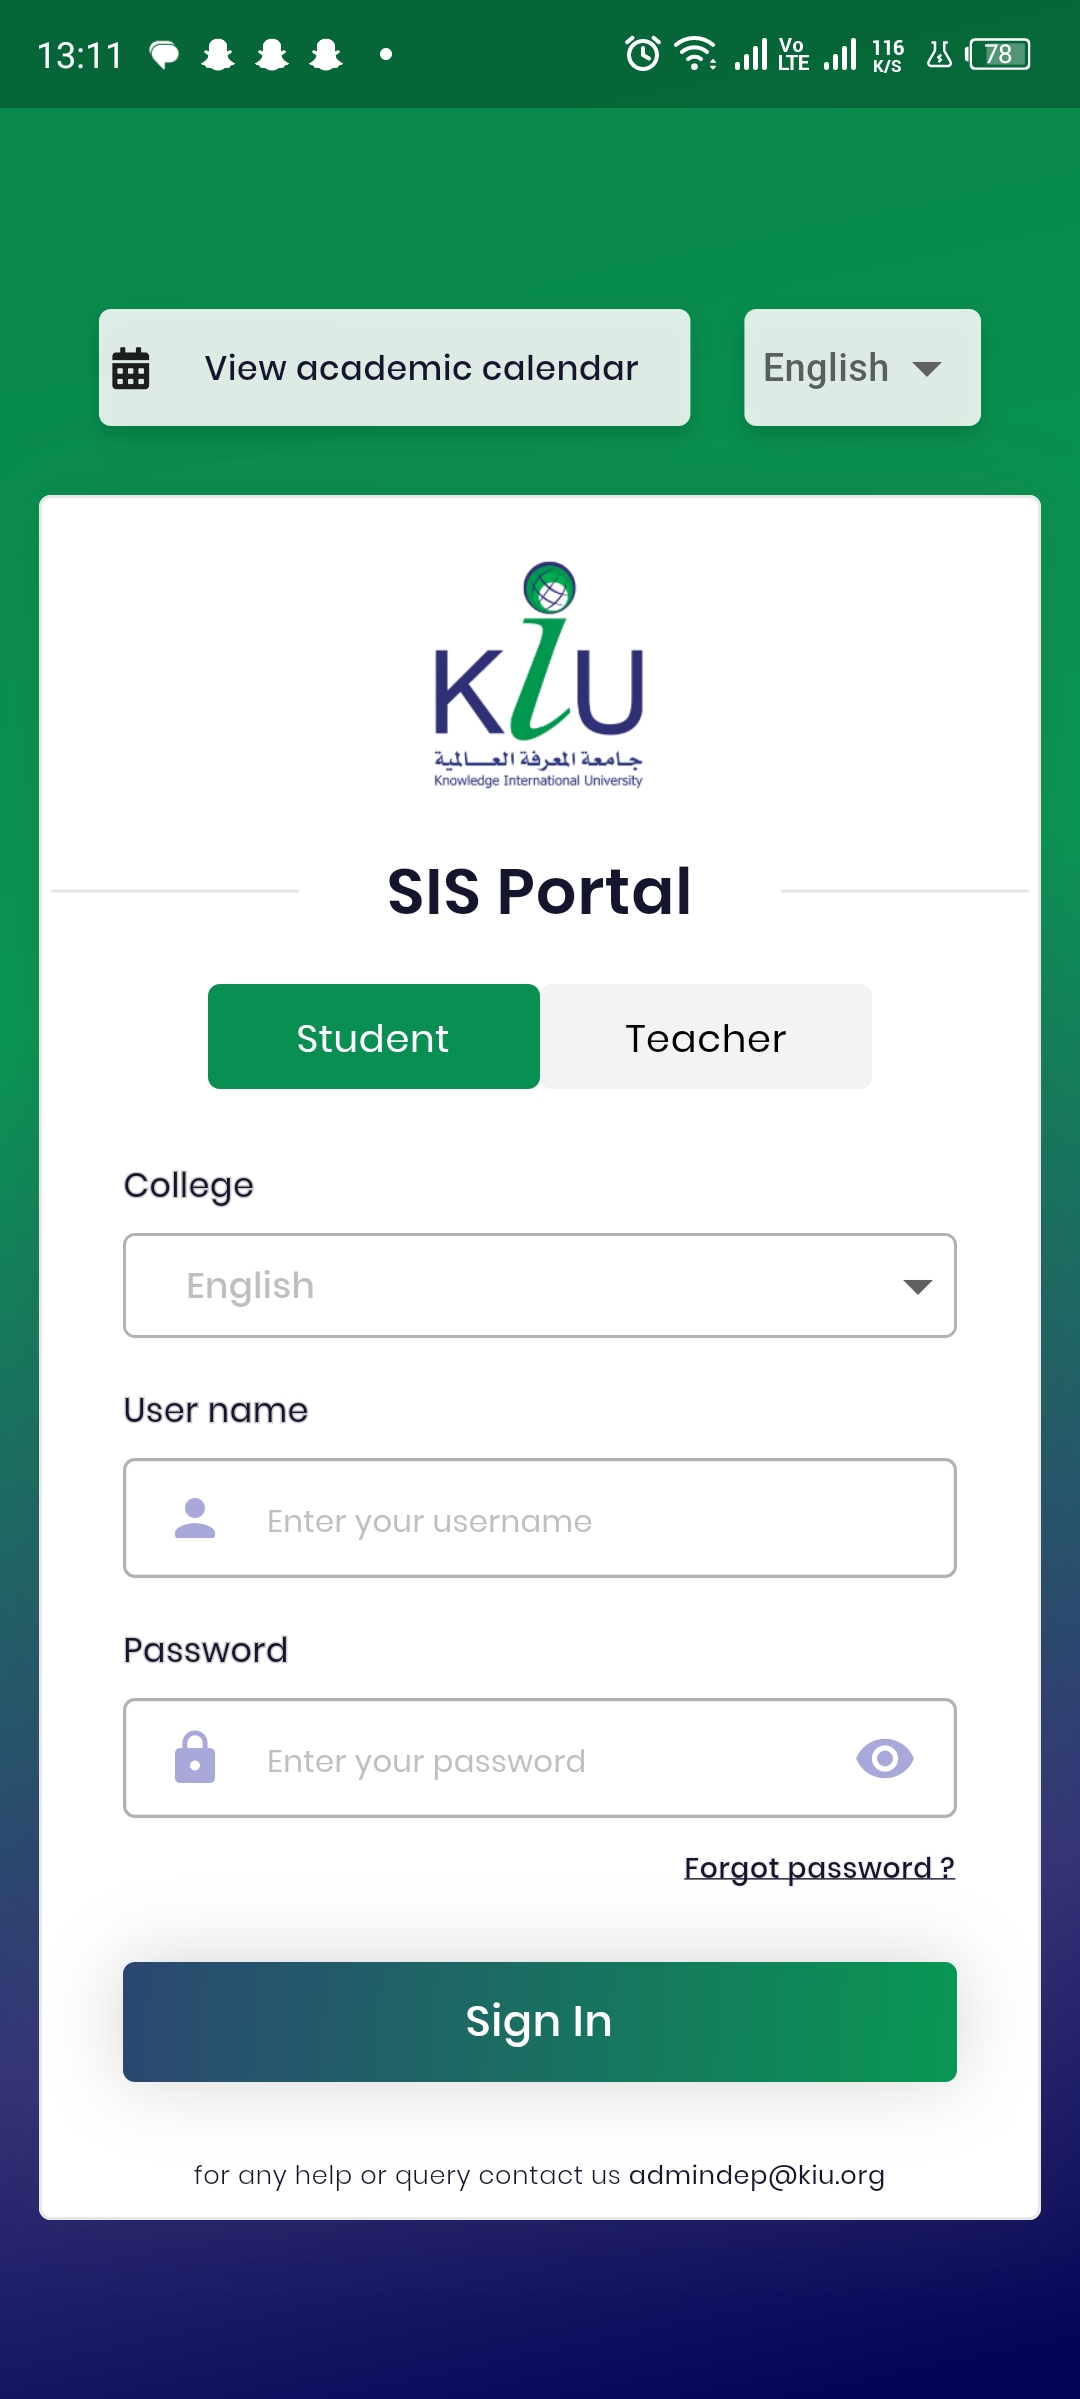 13:11
Vo LTE
116 K/S
78
View academic calendar
English
KiU
جامعة المعرفة العالمية
Knowledge International University
SIS Portal
Student
Teacher
College
English
User name
Enter your username
Password
Enter your password
Forgot password ?
Sign In
for any help or query contact us admindep@kiu.org